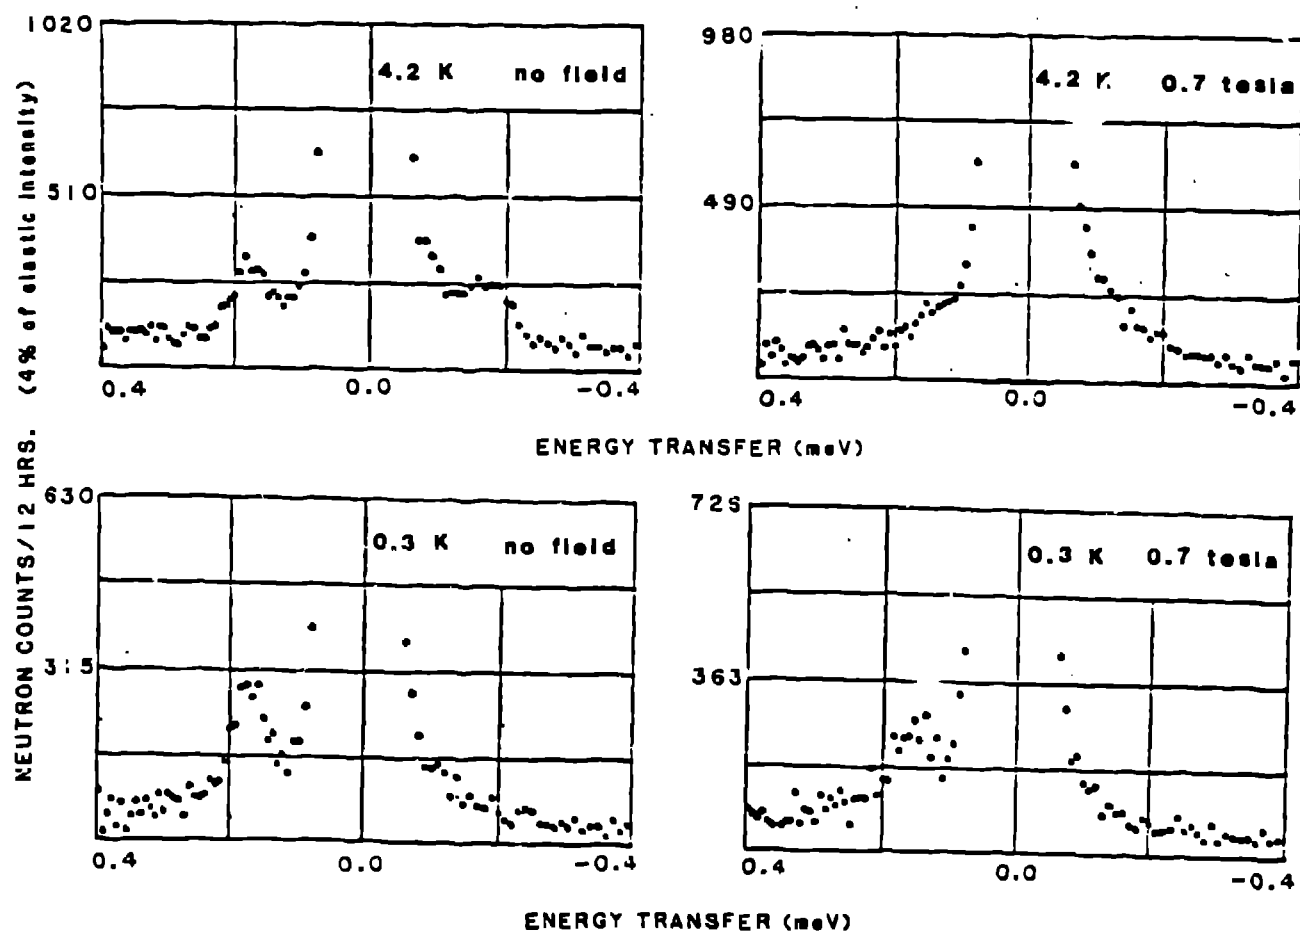 NEUTRON COUNTS/12 HRS. (4% of elastic intensity)
1020
510
4.2 K no field
0.4 0.0 -0.4
980
490
4.2 K 0.7 tesla
0.4 0.0 -0.4
ENERGY TRANSFER (meV)
630
315
0.3 K no field
0.4 0.0 -0.4
363
0.3 K 0.7 tesla
0.4 0.0 -0.4
ENERGY TRANSFER (meV)